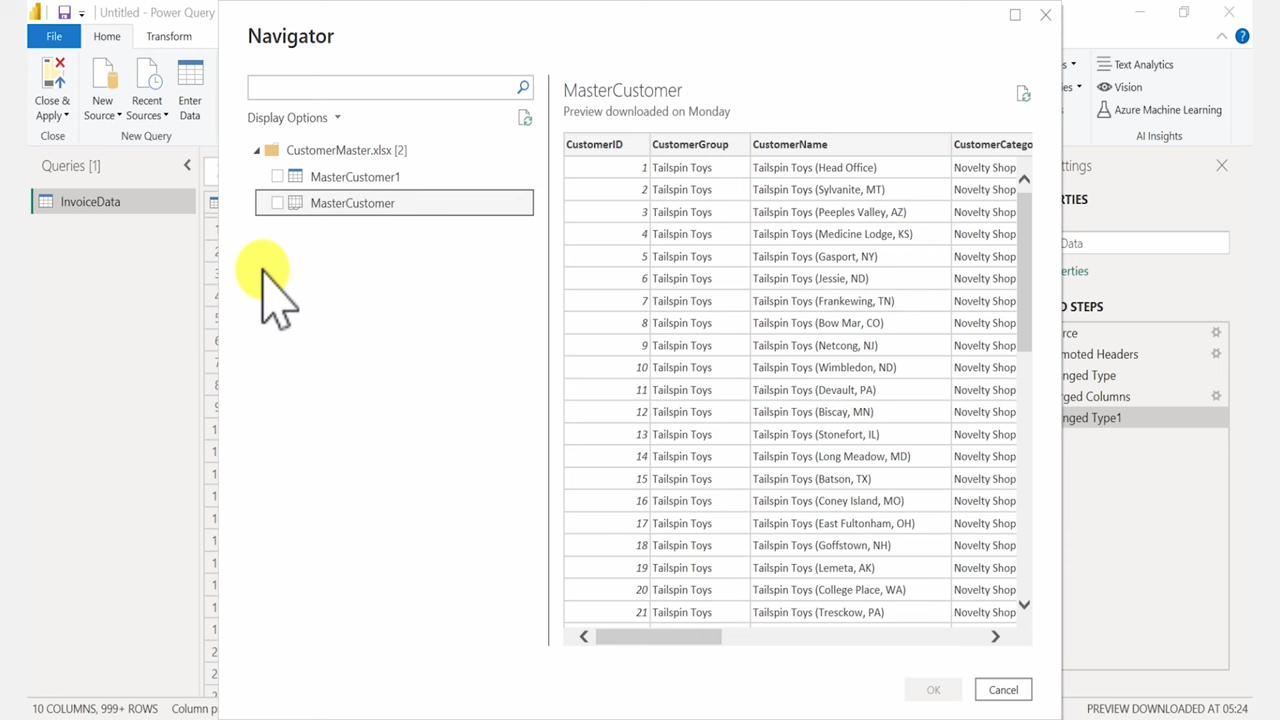 Untitled - Power Query
File
Home
Transform
Close &
Apply
New
Source
Recent
Sources
Enter
Data
Close
New Query
Text Analytics
Vision
Azure Machine Learning
AI Insights
Queries [1]
InvoiceData
Navigator
Display Options
CustomerMaster.xlsx [2]
MasterCustomer1
MasterCustomer
MasterCustomer
Preview downloaded on Monday
CustomerID CustomerGroup CustomerName CustomerCatego
1 Tailspin Toys Tailspin Toys (Head Office) Novelty Shop
2 Tailspin Toys Tailspin Toys (Sylvanite, MT) Novelty Shop
3 Tailspin Toys Tailspin Toys (Peeples Valley, AZ) Novelty Shop
4 Tailspin Toys Tailspin Toys (Medicine Lodge, KS) Novelty Shop
5 Tailspin Toys Tailspin Toys (Gasport, NY) Novelty Shop
6 Tailspin Toys Tailspin Toys (Jessie, ND) Novelty Shop
7 Tailspin Toys Tailspin Toys (Frankewing, TN) Novelty Shop
8 Tailspin Toys Tailspin Toys (Bow Mar, CO) Novelty Shop
9 Tailspin Toys Tailspin Toys (Netcong, NJ) Novelty Shop
10 Tailspin Toys Tailspin Toys (Wimbledon, ND) Novelty Shop
11 Tailspin Toys Tailspin Toys (Devault, PA) Novelty Shop
12 Tailspin Toys Tailspin Toys (Biscay, MN) Novelty Shop
13 Tailspin Toys Tailspin Toys (Stonefort, IL) Novelty Shop
14 Tailspin Toys Tailspin Toys (Long Meadow, MD) Novelty Shop
15 Tailspin Toys Tailspin Toys (Batson, TX) Novelty Shop
16 Tailspin Toys Tailspin Toys (Coney Island, MO) Novelty Shop
17 Tailspin Toys Tailspin Toys (East Fultonham, OH) Novelty Shop
18 Tailspin Toys Tailspin Toys (Goffstown, NH) Novelty Shop
19 Tailspin Toys Tailspin Toys (Lemeta, AK) Novelty Shop
20 Tailspin Toys Tailspin Toys (College Place, WA) Novelty Shop
21 Tailspin Toys Tailspin Toys (Tresckow, PA) Novelty Shop
OK
Cancel
ttings
RTIES
Data
erties
D STEPS
rce
moted Headers
nged Type
rged Columns
nged Type1
10 COLUMNS, 999+ ROWS
Column p
PREVIEW DOWNLOADED AT 05:24